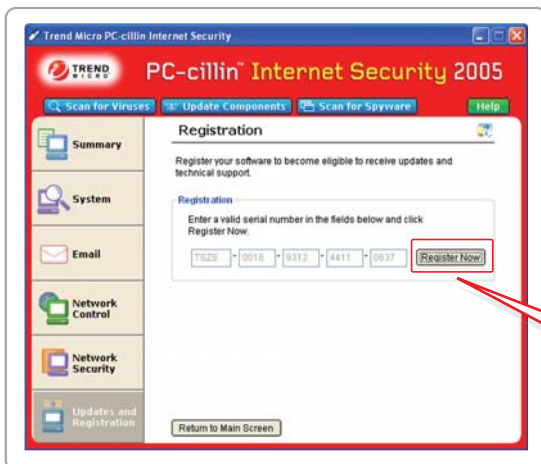 Trend Micro PC-cillin Internet Security
TREND MICRO
PC-cillin™ Internet Security 2005
Scan for Viruses Update Components Scan for Spyware Help
Registration
Summary
Register your software to become eligible to receive updates and
technical support.
System
Registration
Enter a valid serial number in the fields below and click
Register Now.
Email
TSZS - 0016 - 9312 - 4411 - 0637 Register Now
Network
Control
Network
Security
Updates and
Registration
Return to Main Screen